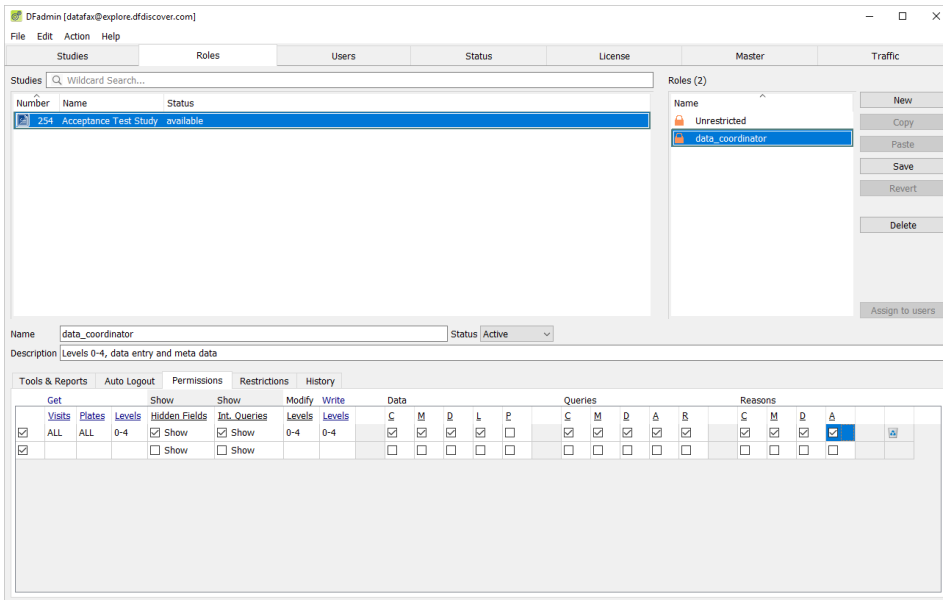 DFadmin [datafax@explore.dfdiscover.com]
File Edit Action Help
Studies Roles Users Status License Master Traffic
Studies Wildcard Search... Roles (2)
Number Name Status Name New
254 Acceptance Test Study available Unrestricted Copy
data_coordinator Paste
Save
Revert
Delete
Assign to users
Name data_coordinator Status Active
Description Levels 0-4, data entry and meta data
Tools & Reports Auto Logout Permissions Restrictions History
Get Show Show Modify Write Data Queries Reasons
Visits Plates Levels Hidden Fields Int. Queries Levels Levels C M D L P C M D A R C M D A
ALL ALL 0-4 Show Show 0-4 0-4
Show Show